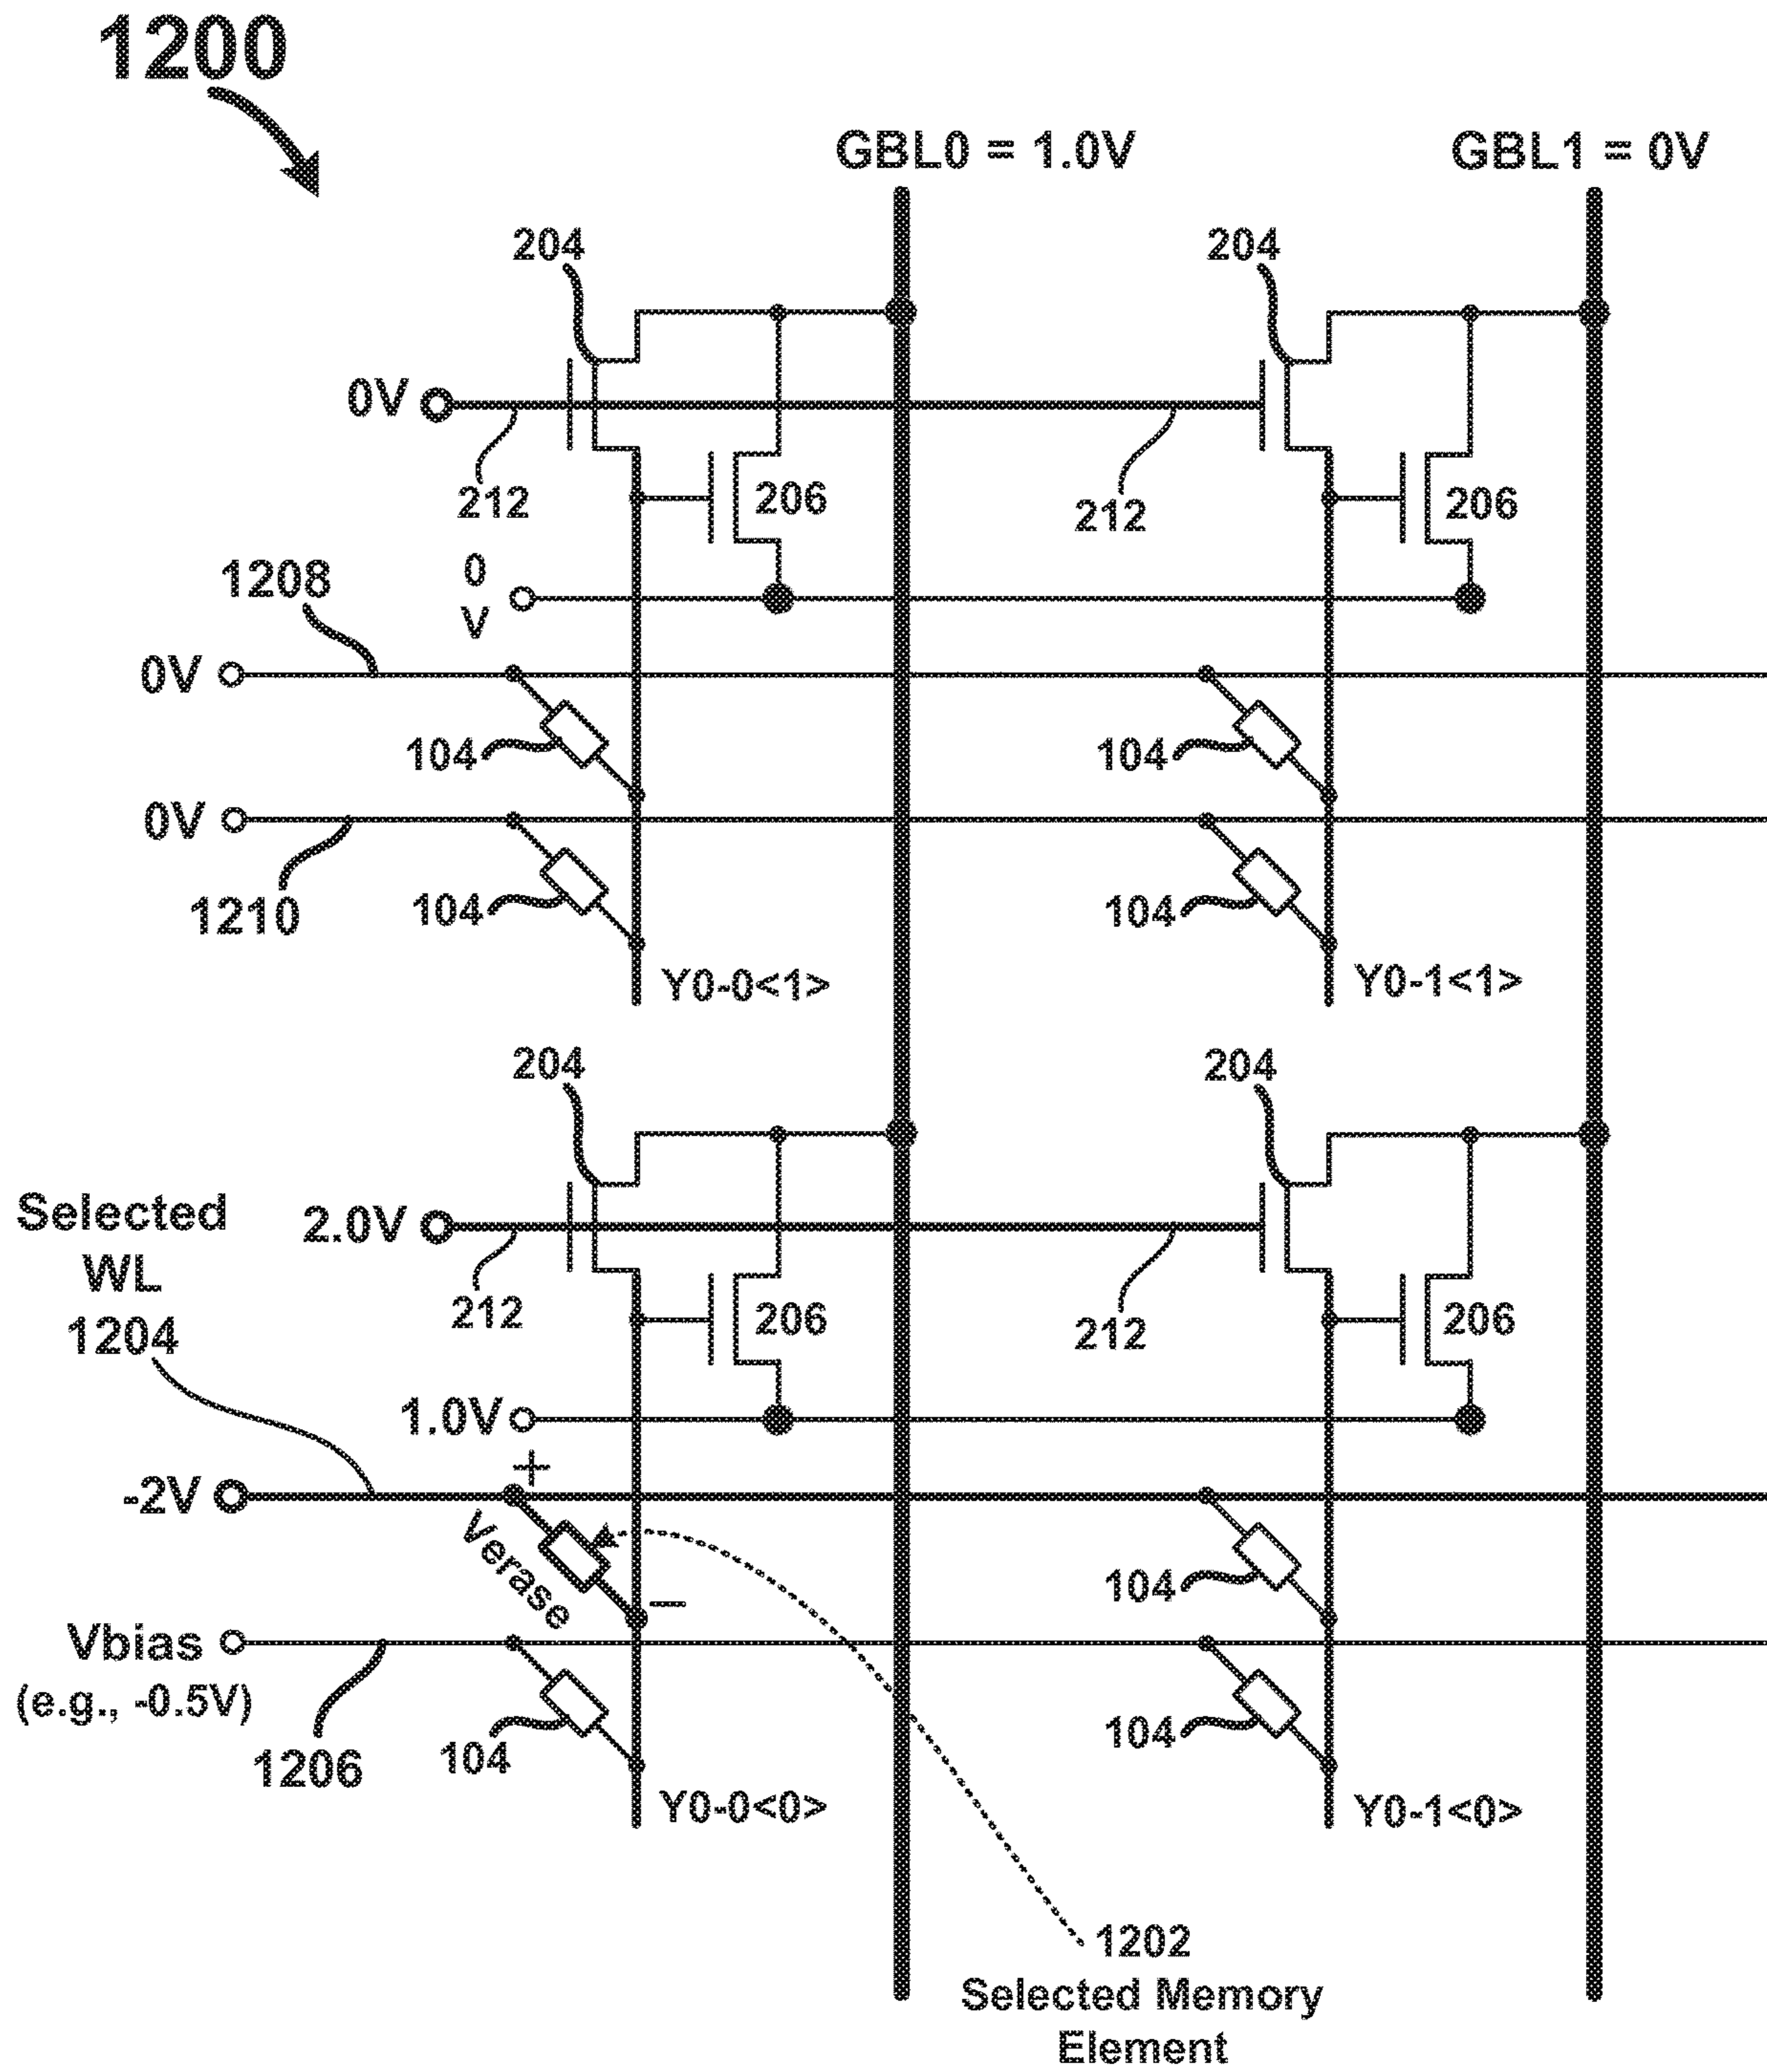 1200
GBL0 = 1.0V
GBL1 = 0V
204
204
0V
212
206
212
206
0
V
1208
0V
104
104
0V
1210
104
104
Y0-0<1>
Y0-1<1>
204
204
Selected
WL
1204
2.0V
212
206
212
206
1.0V
+
-2V
Verase
−
104
Vbias
(e.g., -0.5V)
1206
104
104
Y0-0<0>
Y0-1<0>
1202
Selected Memory
Element